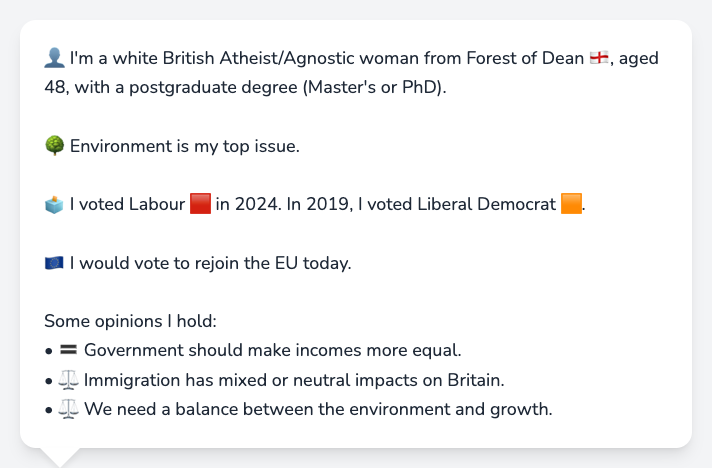 👤 I'm a white British Atheist/Agnostic woman from Forest of Dean 🏴󠁧󠁢󠁥󠁮󠁧󠁿, aged
48, with a postgraduate degree (Master's or PhD).
🌳 Environment is my top issue.
🗳️ I voted Labour 🟥 in 2024. In 2019, I voted Liberal Democrat 🟧.
🇪🇺 I would vote to rejoin the EU today.
Some opinions I hold:
• 🟰 Government should make incomes more equal.
• ⚖️ Immigration has mixed or neutral impacts on Britain.
• ⚖️ We need a balance between the environment and growth.